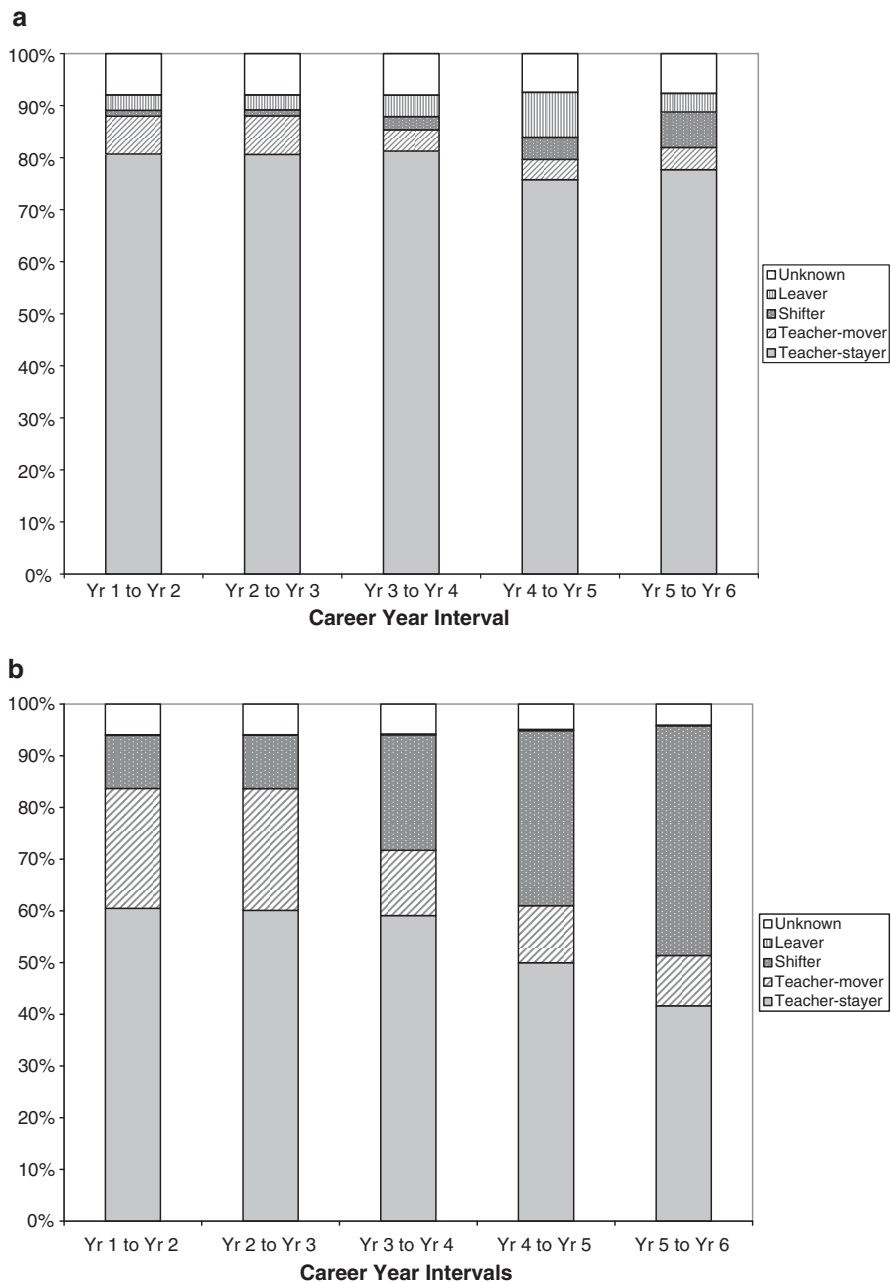 a
100%
90%
80%
70%
60%
50%
40%
30%
20%
10%
0%
Yr 1 to Yr 2
Yr 2 to Yr 3
Yr 3 to Yr 4
Yr 4 to Yr 5
Yr 5 to Yr 6
Career Year Interval
Unknown
Leaver
Shifter
Teacher-mover
Teacher-stayer
b
100%
90%
80%
70%
60%
50%
40%
30%
20%
10%
0%
Yr 1 to Yr 2
Yr 2 to Yr 3
Yr 3 to Yr 4
Yr 4 to Yr 5
Yr 5 to Yr 6
Career Year Intervals
Unknown
Leaver
Shifter
Teacher-mover
Teacher-stayer